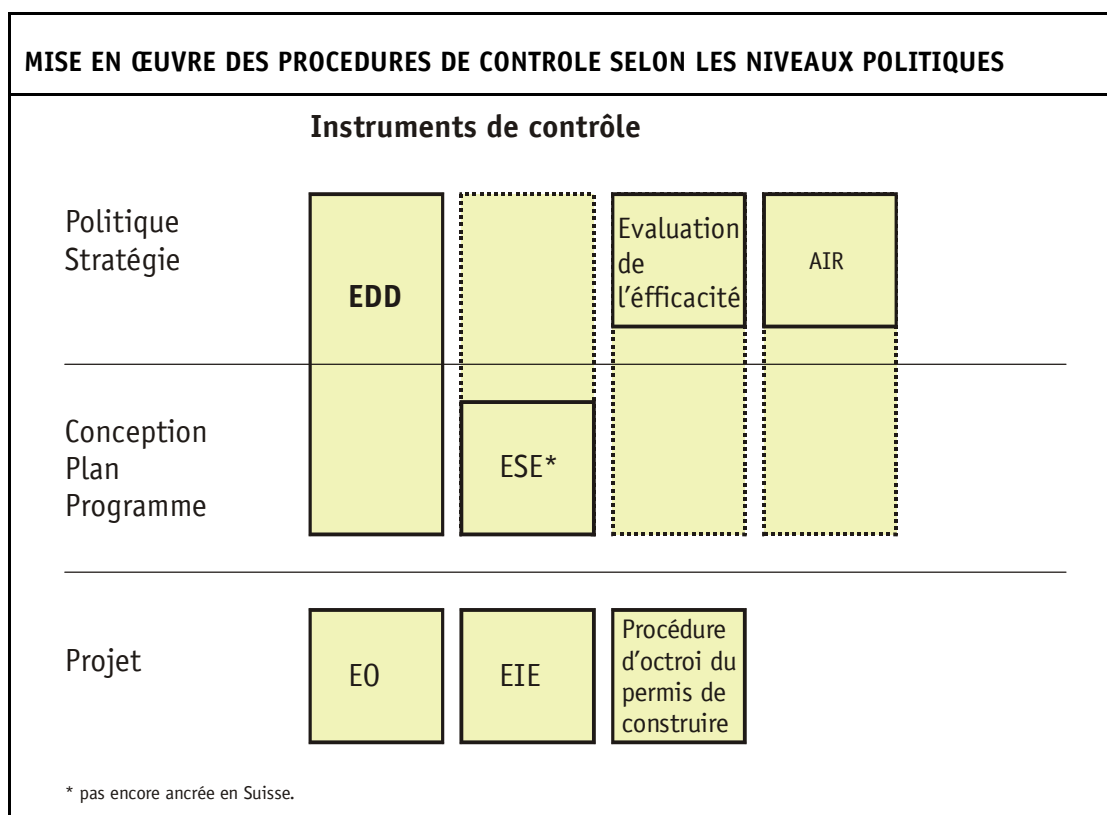 MISE EN ŒUVRE DES PROCEDURES DE CONTROLE SELON LES NIVEAUX POLITIQUES
Instruments de contrôle
Politique
Stratégie
EDD
Evaluation
de
l'éfficacité
AIR
Conception
Plan
Programme
ESE*
Projet
EO
EIE
Procédure
d'octroi du
permis de
construire
* pas encore ancrée en Suisse.